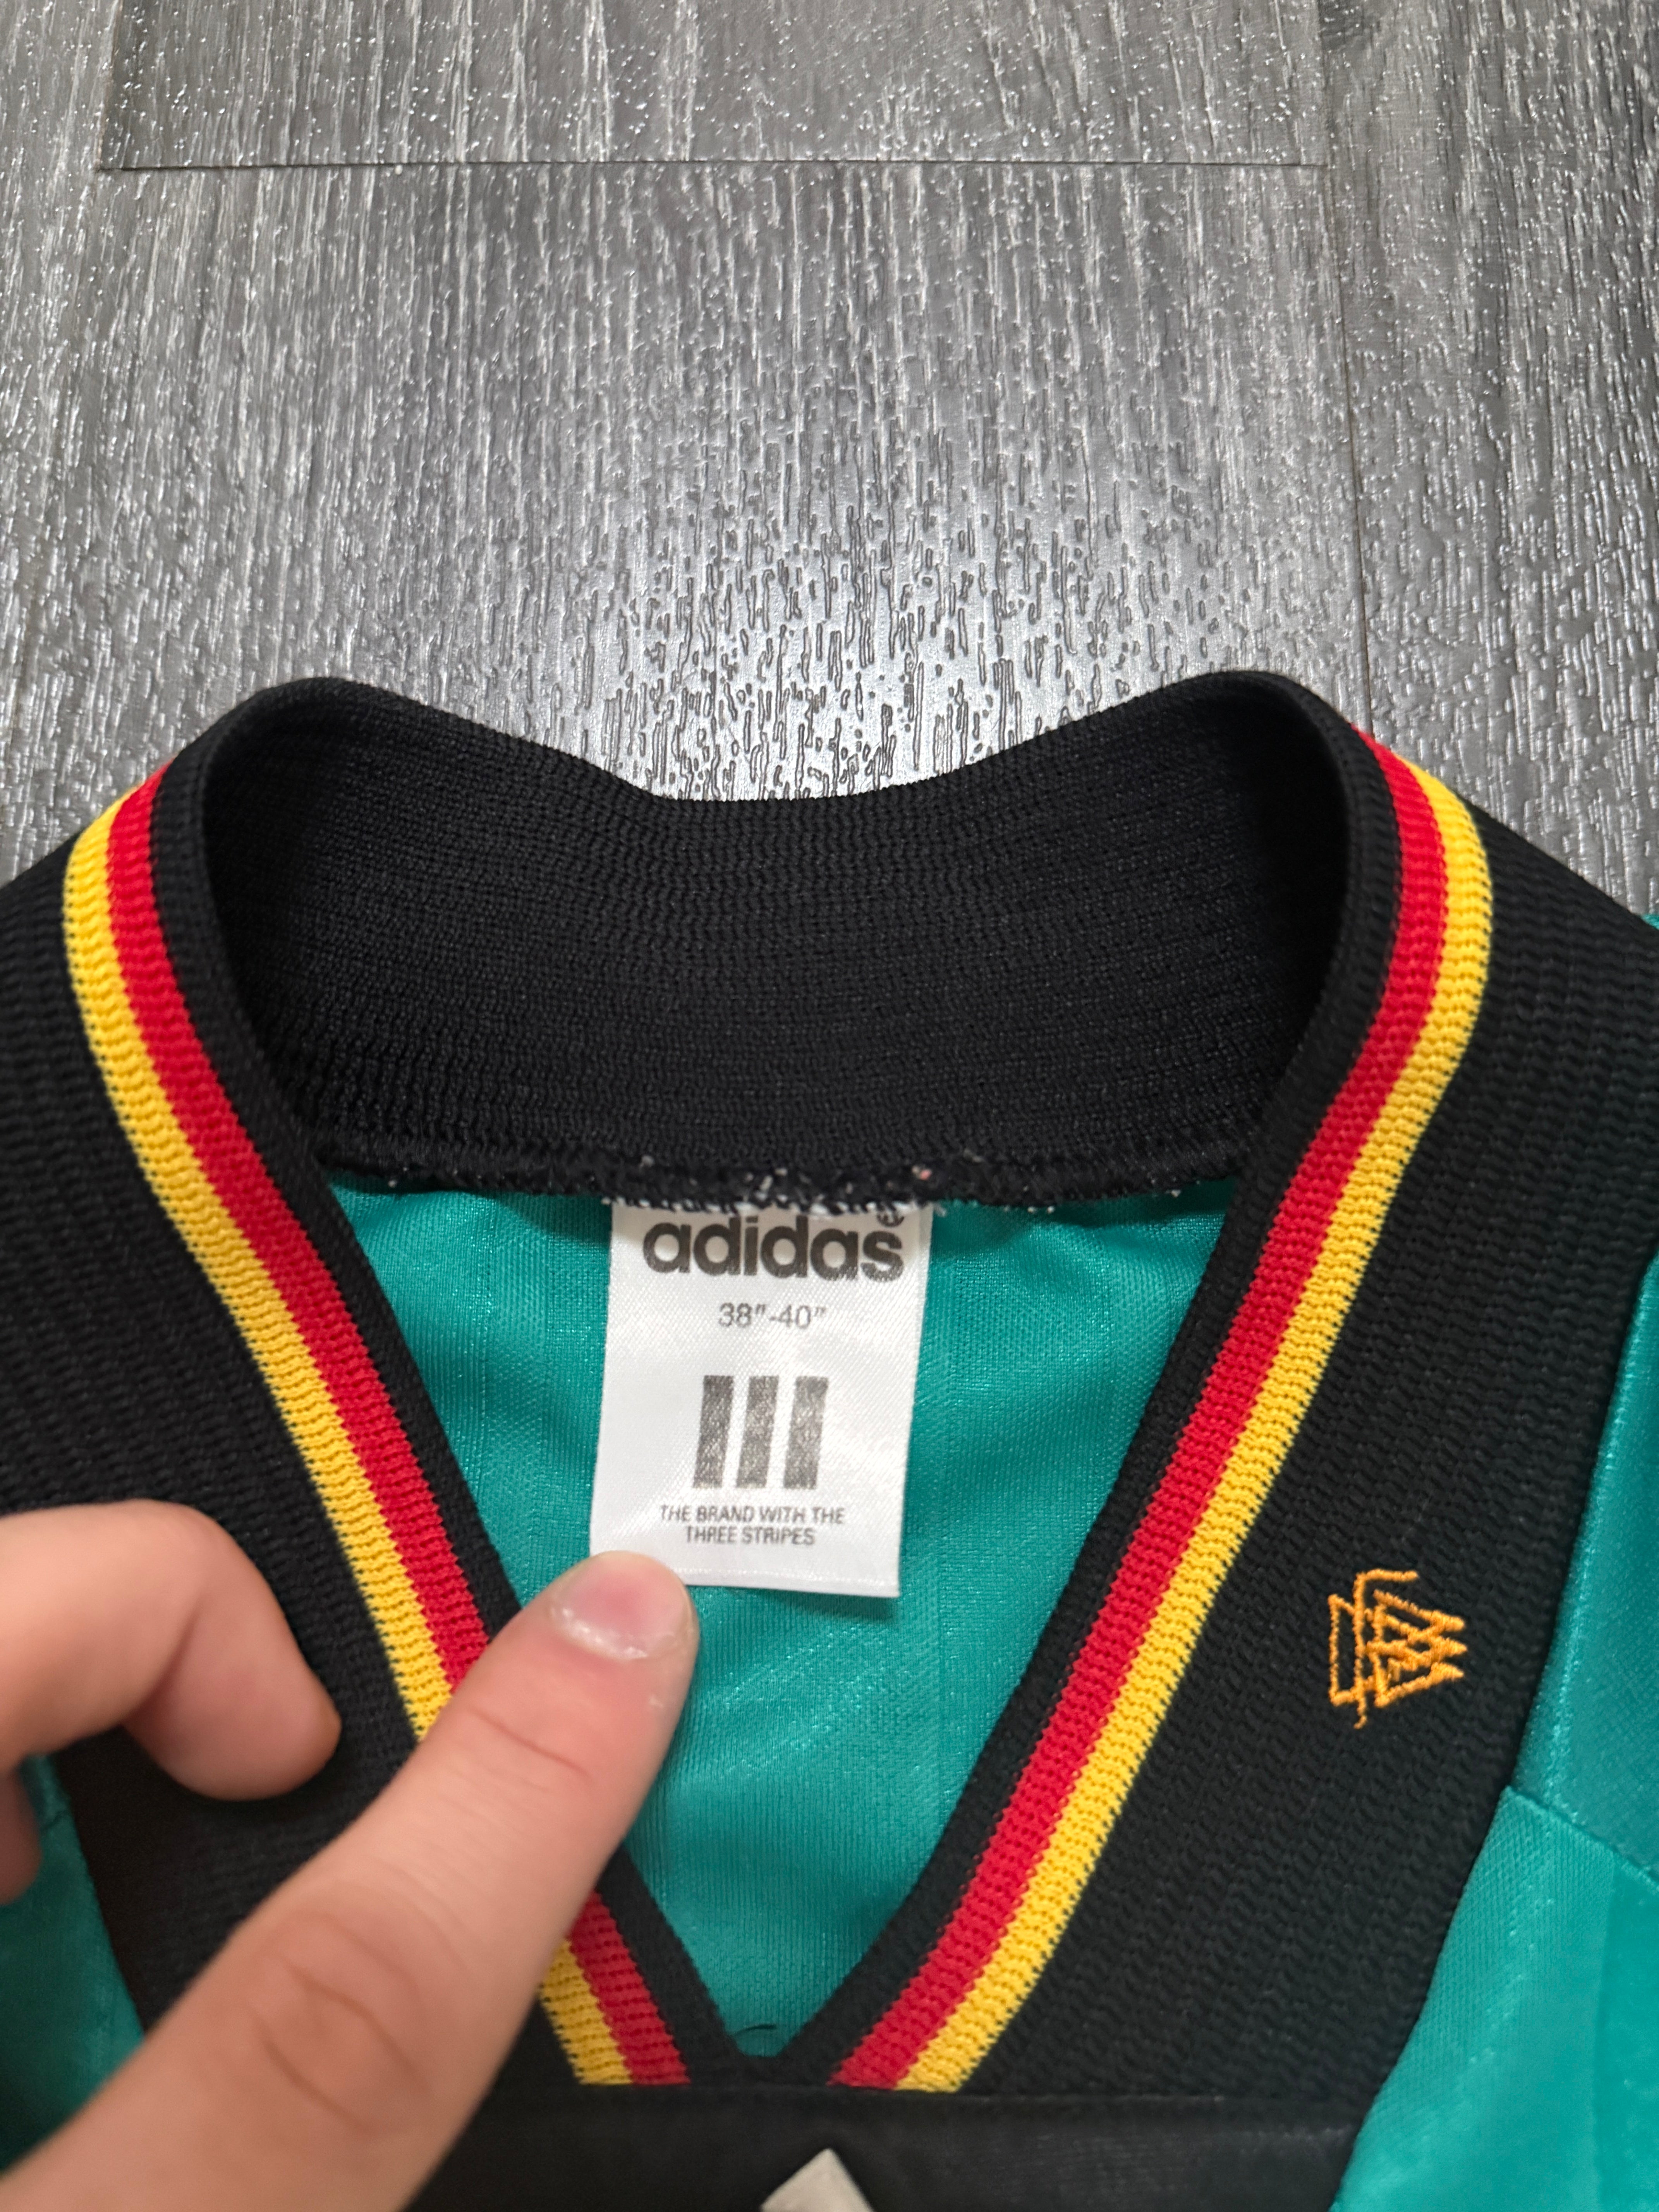 adidas®
38"-40"
THE BRAND WITH THE
THREE STRIPES